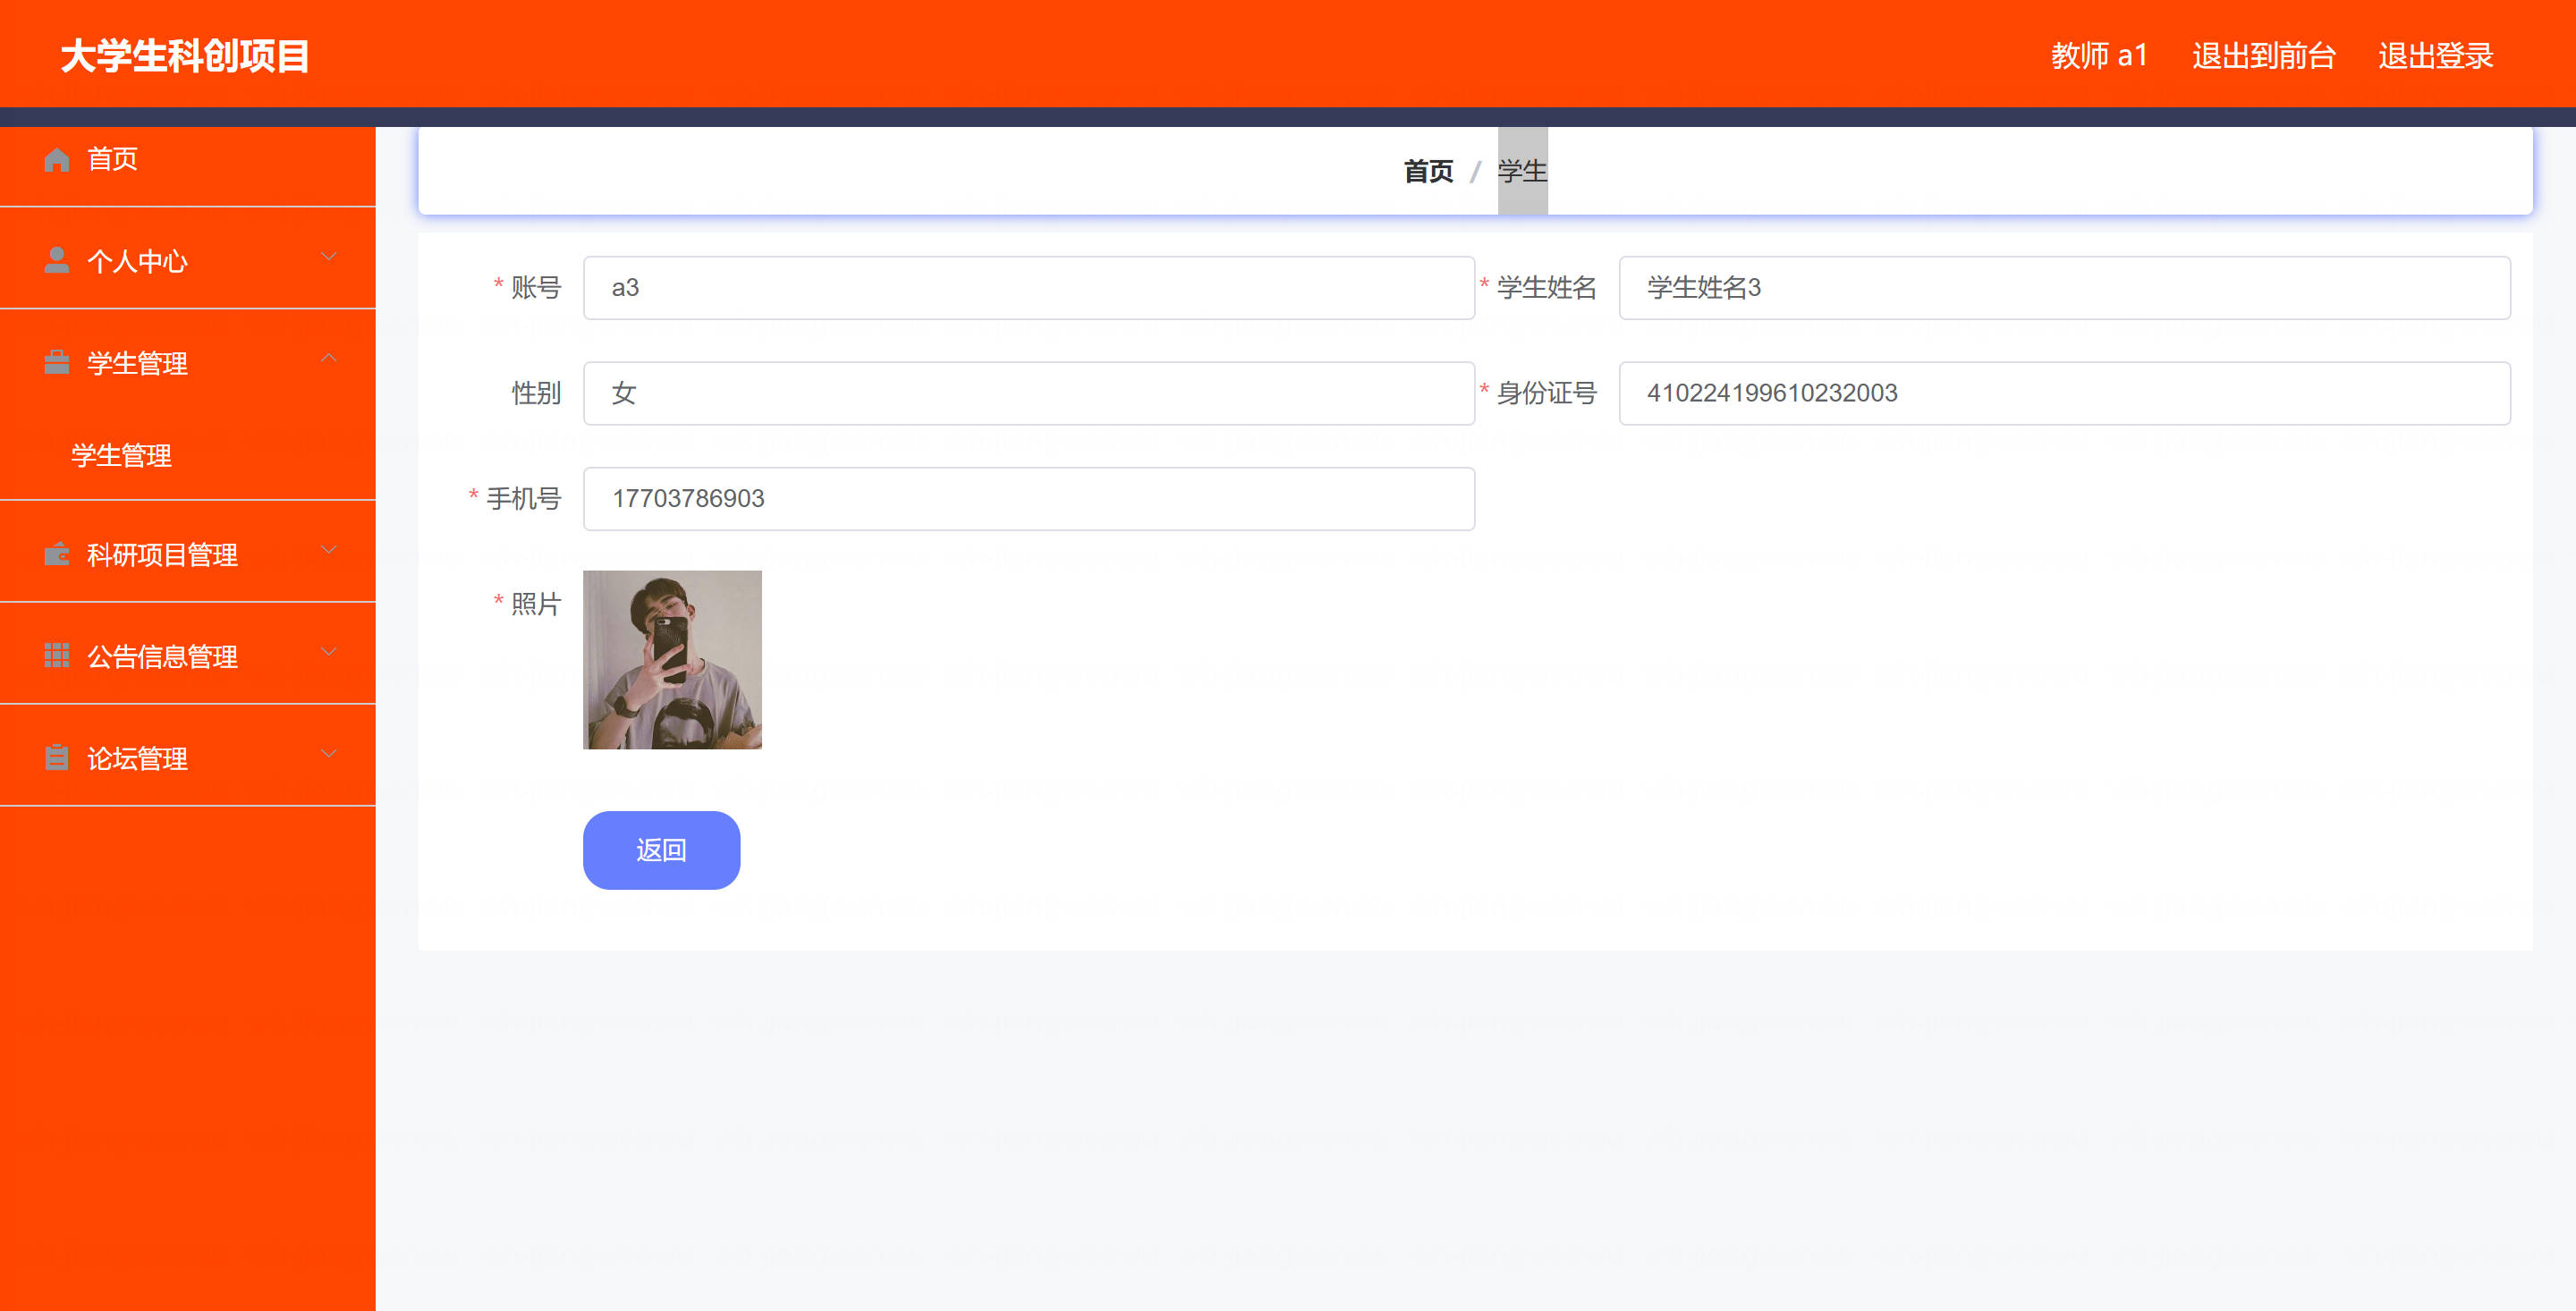 大学生科创项目
教师 a1 退出到前台 退出登录
首页
首页 / 学生
个人中心
* 账号 a3
* 学生姓名 学生姓名3
学生管理
性别 女
* 身份证号 410224199610232003
学生管理
* 手机号 17703786903
科研项目管理
* 照片
公告信息管理
论坛管理
返回